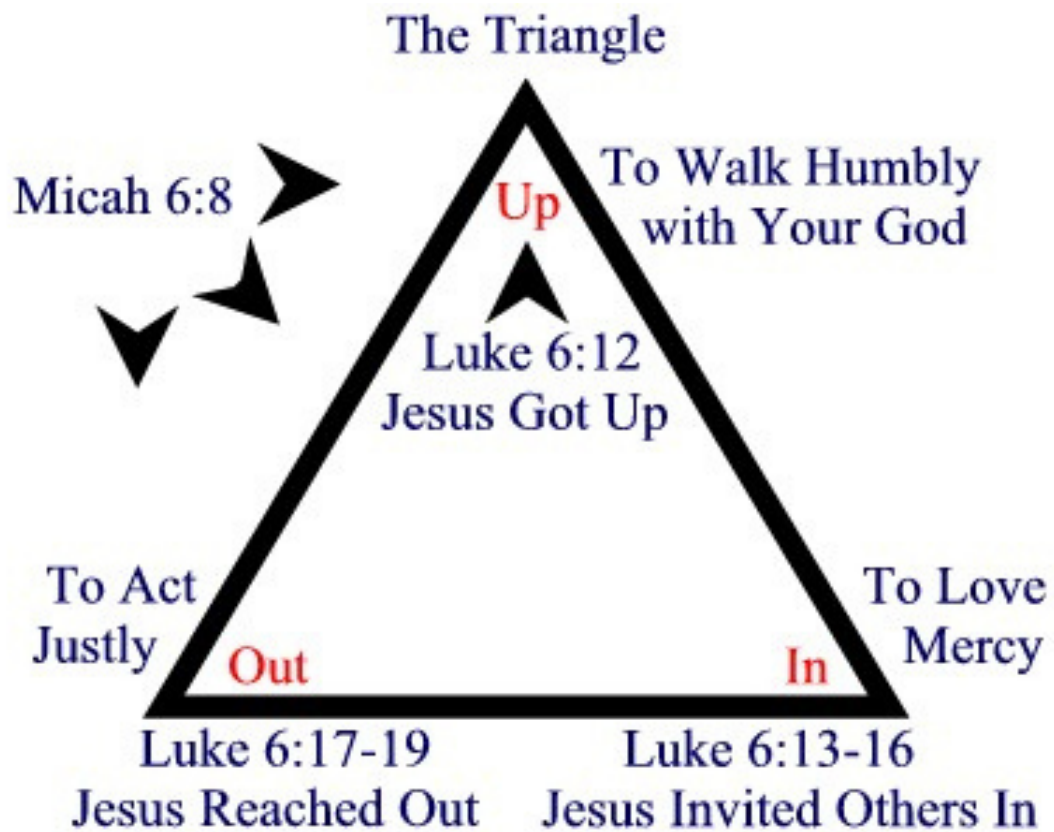 The Triangle
Micah 6:8
To Walk Humbly
with Your God
Up
Luke 6:12
Jesus Got Up
To Act
Justly
Out
In
To Love
Mercy
Luke 6:17-19
Jesus Reached Out
Luke 6:13-16
Jesus Invited Others In